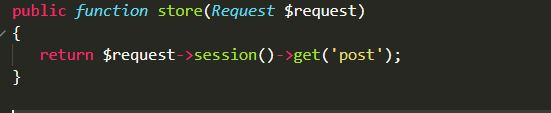 public function store(Request $request)
{
return $request->session()->get('post');
}